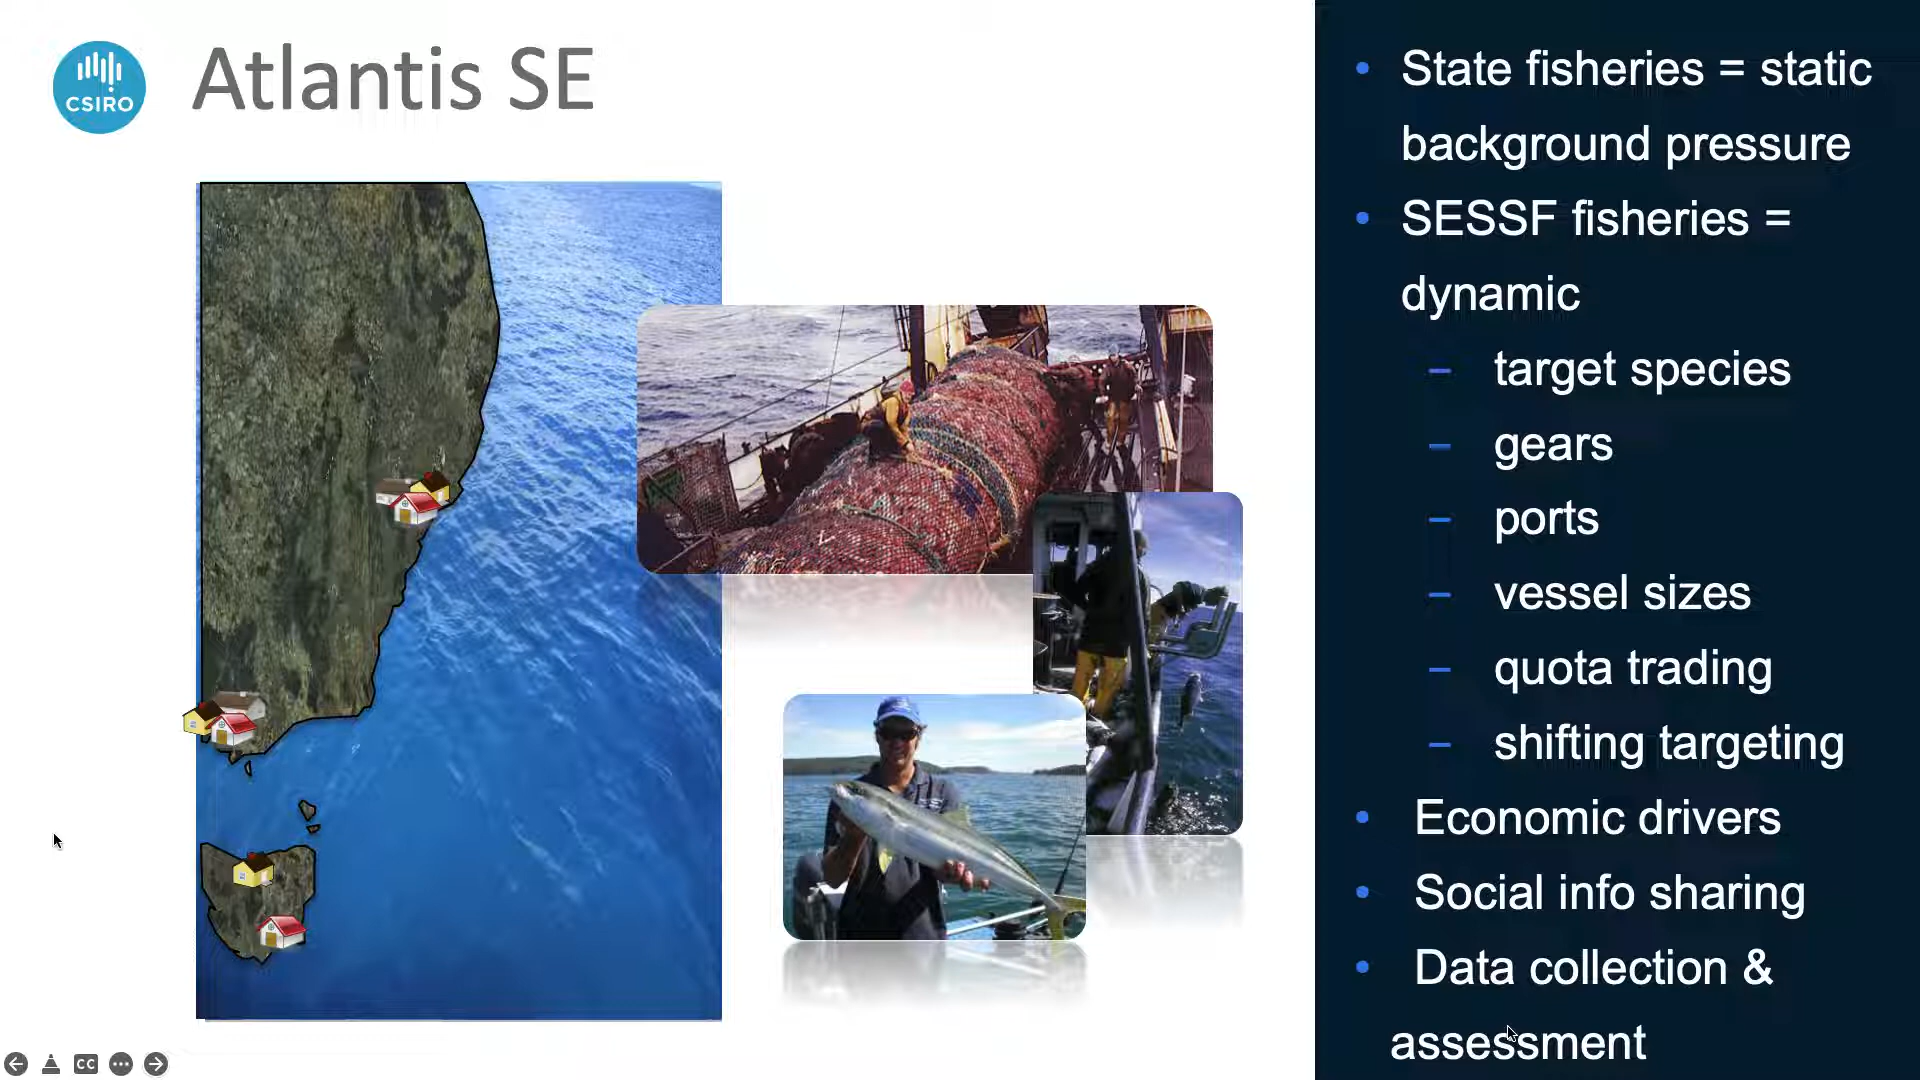 CSIRO
Atlantis SE
• State fisheries = static
background pressure
• SESSF fisheries =
dynamic
– target species
– gears
– ports
– vessel sizes
– quota trading
– shifting targeting
• Economic drivers
• Social info sharing
• Data collection &
assessment
CC